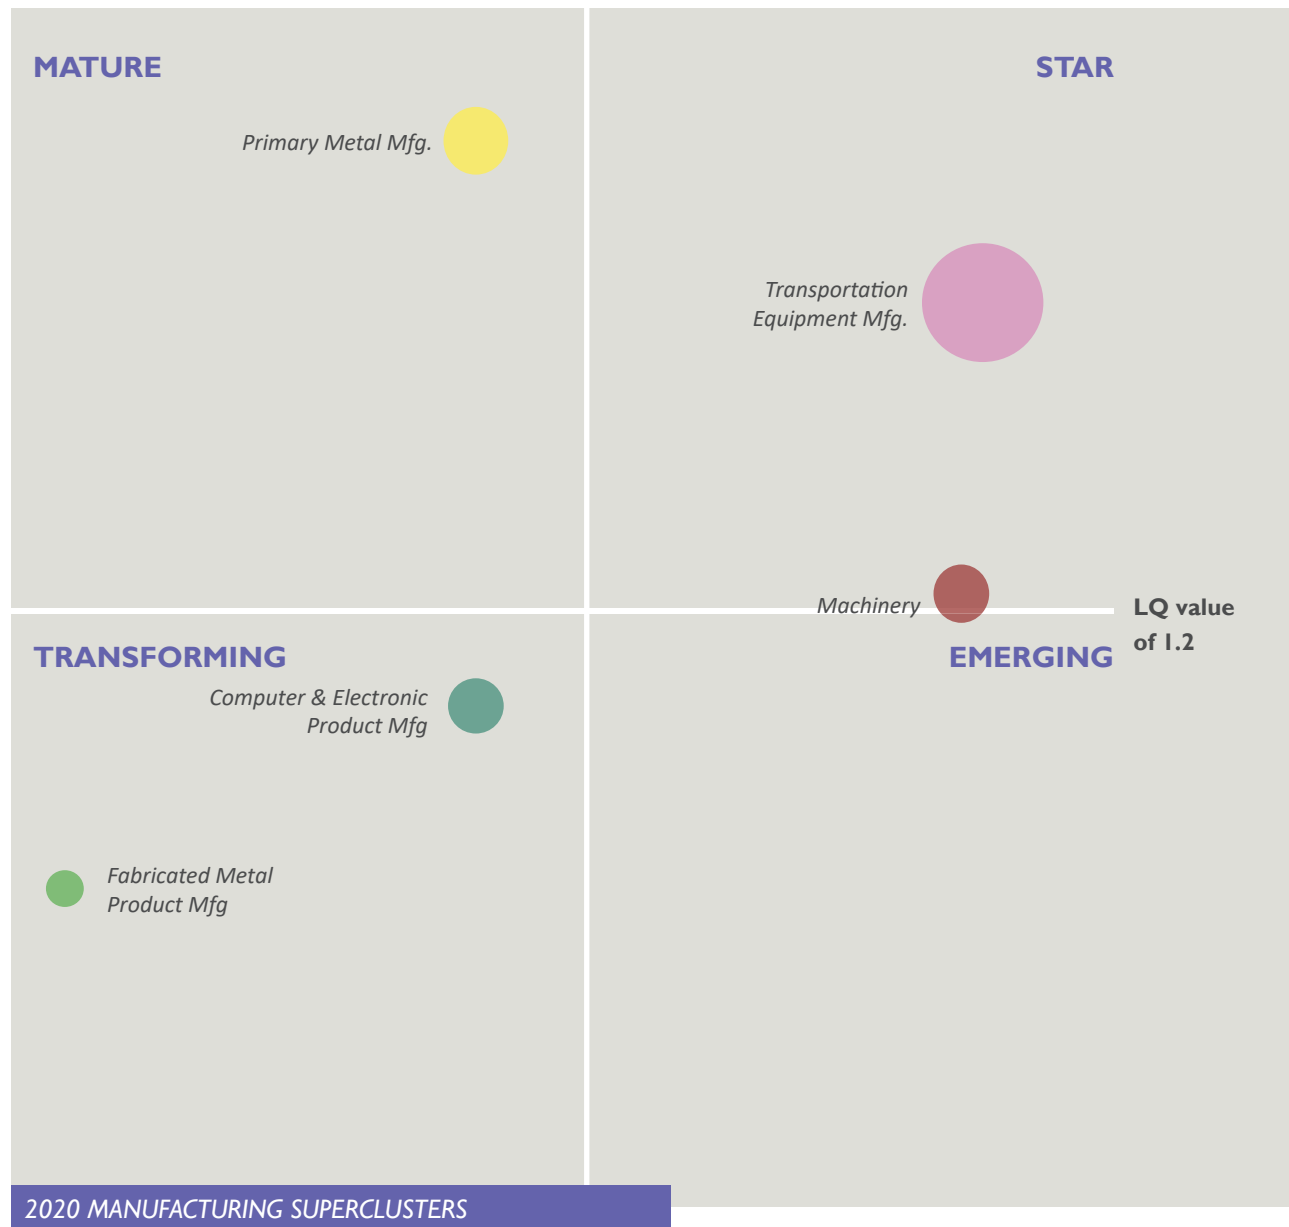 MATURE
STAR
Primary Metal Mfg.
Transportation
Equipment Mfg.
Machinery
LQ value
of 1.2
TRANSFORMING
EMERGING
Computer & Electronic
Product Mfg
Fabricated Metal
Product Mfg
2020 MANUFACTURING SUPERCLUSTERS